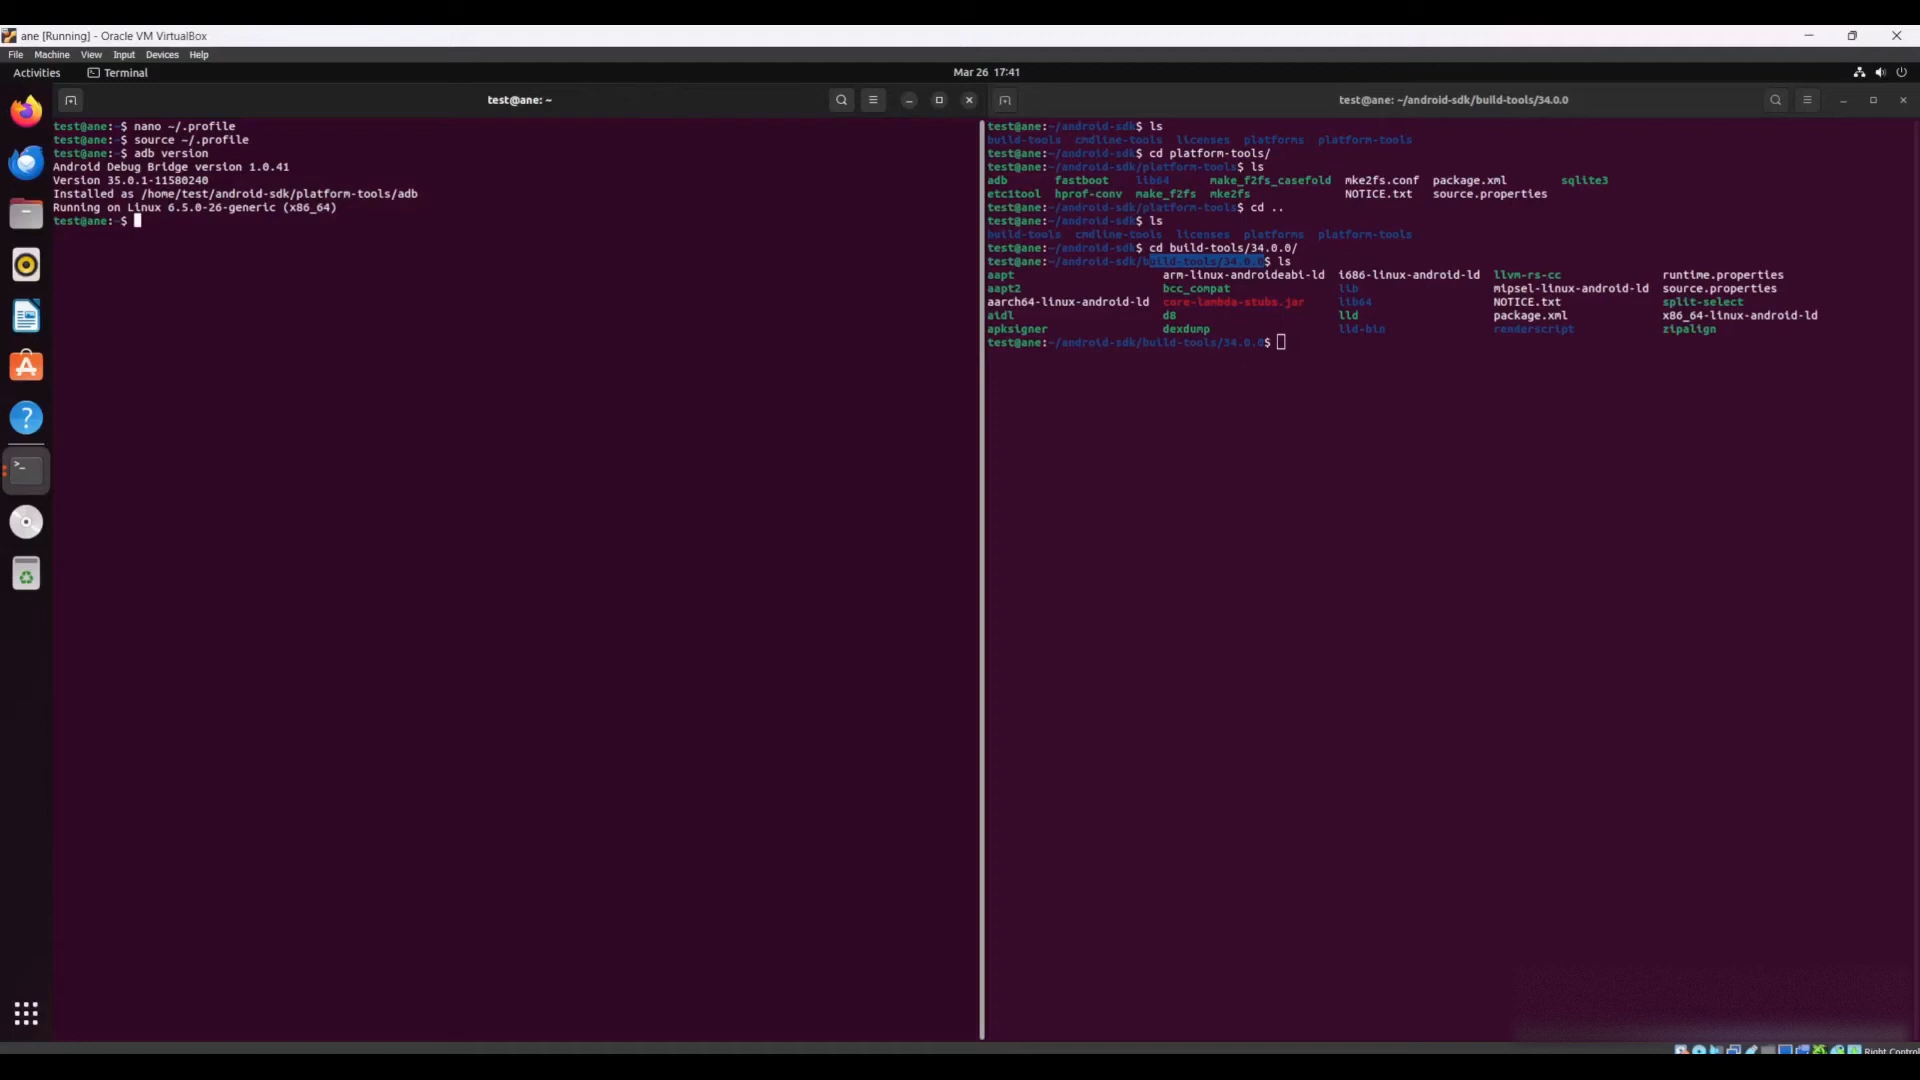 ane [Running] - Oracle VM VirtualBox
File Machine View Input Devices Help
Activities Terminal Mar 26 17:41
test@ane: ~
test@ane:~$ nano ~/.profile
test@ane:~$ source ~/.profile
test@ane:~$ adb version
Android Debug Bridge version 1.0.41
Version 35.0.1-11580240
Installed as /home/test/android-sdk/platform-tools/adb
Running on Linux 6.5.0-26-generic (x86_64)
test@ane:~$
test@ane: ~/android-sdk/build-tools/34.0.0
test@ane:~/android-sdk$ ls
build-tools cmdline-tools licenses platforms platform-tools
test@ane:~/android-sdk$ cd platform-tools/
test@ane:~/android-sdk/platform-tools$ ls
adb fastboot lib64 make_f2fs_casefold mke2fs.conf package.xml sqlite3
etc1tool hprof-conv make_f2fs mke2fs NOTICE.txt source.properties
test@ane:~/android-sdk/platform-tools$ cd ..
test@ane:~/android-sdk$ ls
build-tools cmdline-tools licenses platforms platform-tools
test@ane:~/android-sdk$ cd build-tools/34.0.0/
test@ane:~/android-sdk/build-tools/34.0.0$ ls
aapt arm-linux-androideabi-ld i686-linux-android-ld llvm-rs-cc runtime.properties
aapt2 bcc_compat lib mipsel-linux-android-ld source.properties
aarch64-linux-android-ld core-lambda-stubs.jar lib64 NOTICE.txt split-select
aidl d8 lld package.xml x86_64-linux-android-ld
apksigner dexdump lld-bin renderscript zipalign
test@ane:~/android-sdk/build-tools/34.0.0$
Right Control